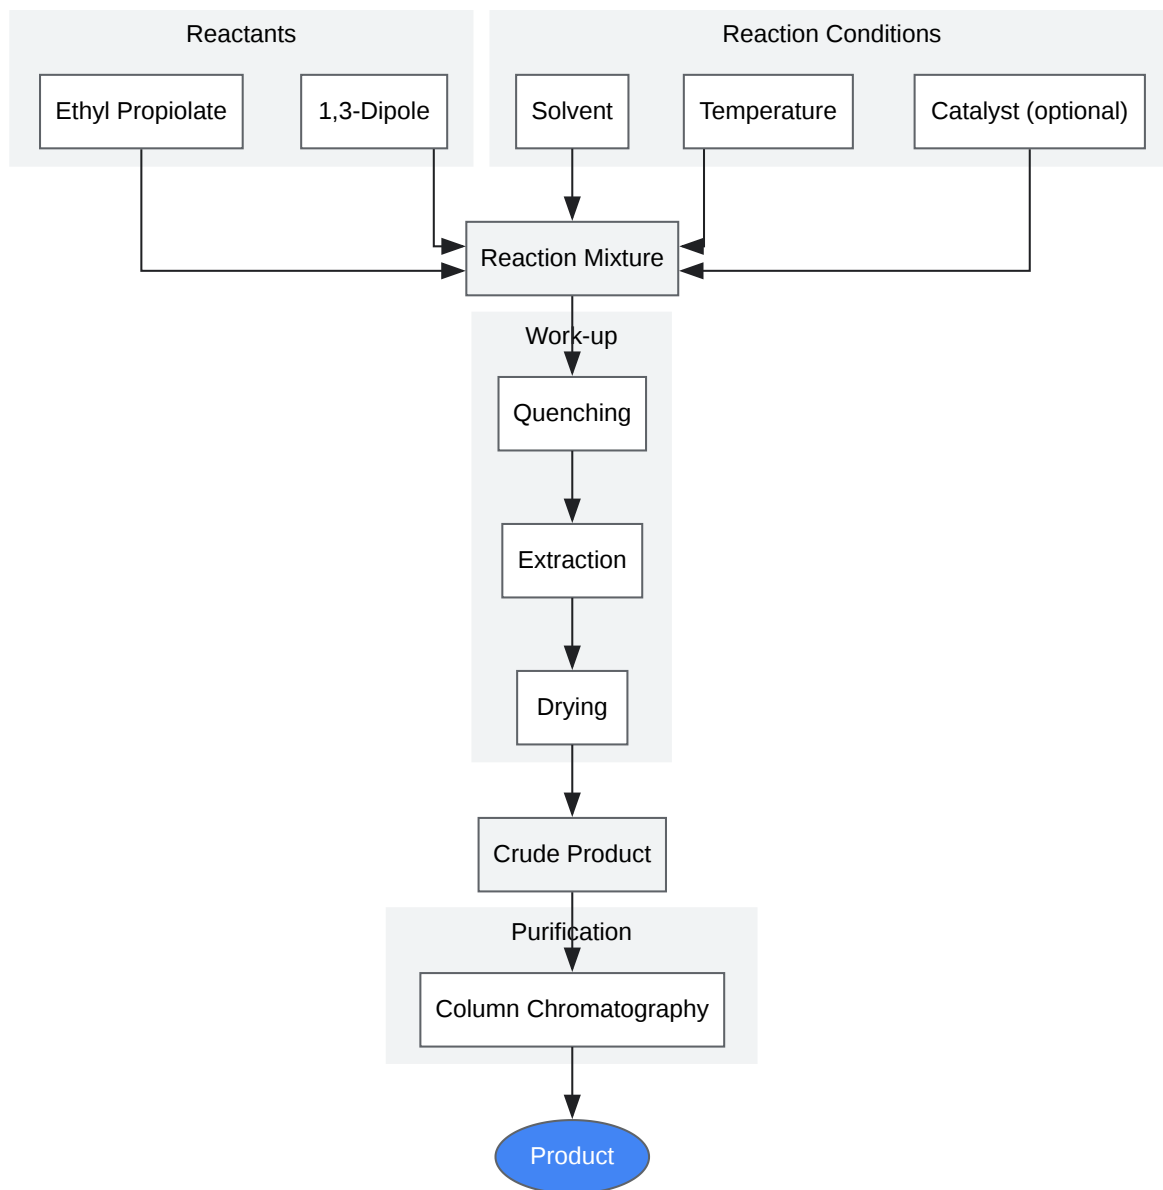 Reactants
Reaction Conditions
Ethyl Propiolate
1,3-Dipole
Solvent
Temperature
Catalyst (optional)
Reaction Mixture
Work-up
Quenching
Extraction
Drying
Crude Product
Purification
Column Chromatography
Product